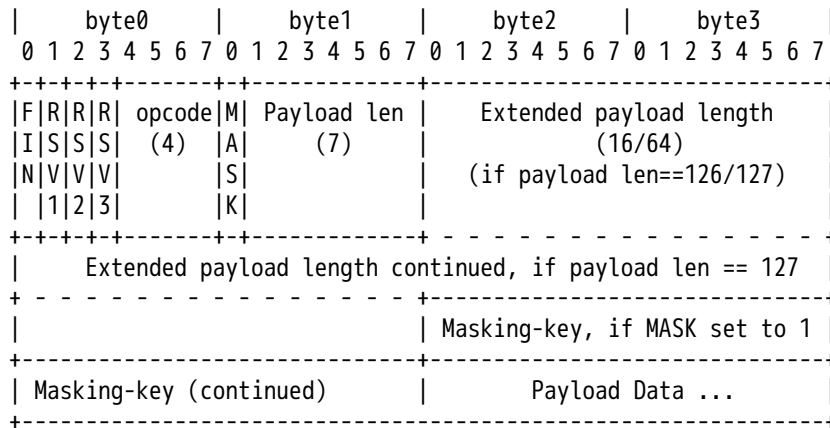 |     byte0     |     byte1     |     byte2     |     byte3
0 1 2 3 4 5 6 7 0 1 2 3 4 5 6 7 0 1 2 3 4 5 6 7 0 1 2 3 4 5 6 7
+-+-+-+-+-------+-+-------------+-------------------------------+
|F|R|R|R| opcode|M| Payload len |    Extended payload length    |
|I|S|S|S|  (4)  |A|     (7)     |             (16/64)           |
|N|V|V|V|       |S|             |   (if payload len==126/127)   |
| |1|2|3|       |K|             |                               |
+-+-+-+-+-------+-+-------------+ - - - - - - - - - - - - - - - +
|     Extended payload length continued, if payload len == 127  |
+ - - - - - - - - - - - - - - - +-------------------------------+
|                               | Masking-key, if MASK set to 1 |
+-------------------------------+-------------------------------+
| Masking-key (continued)       |        Payload Data ...       |
+---------------------------------------------------------------+